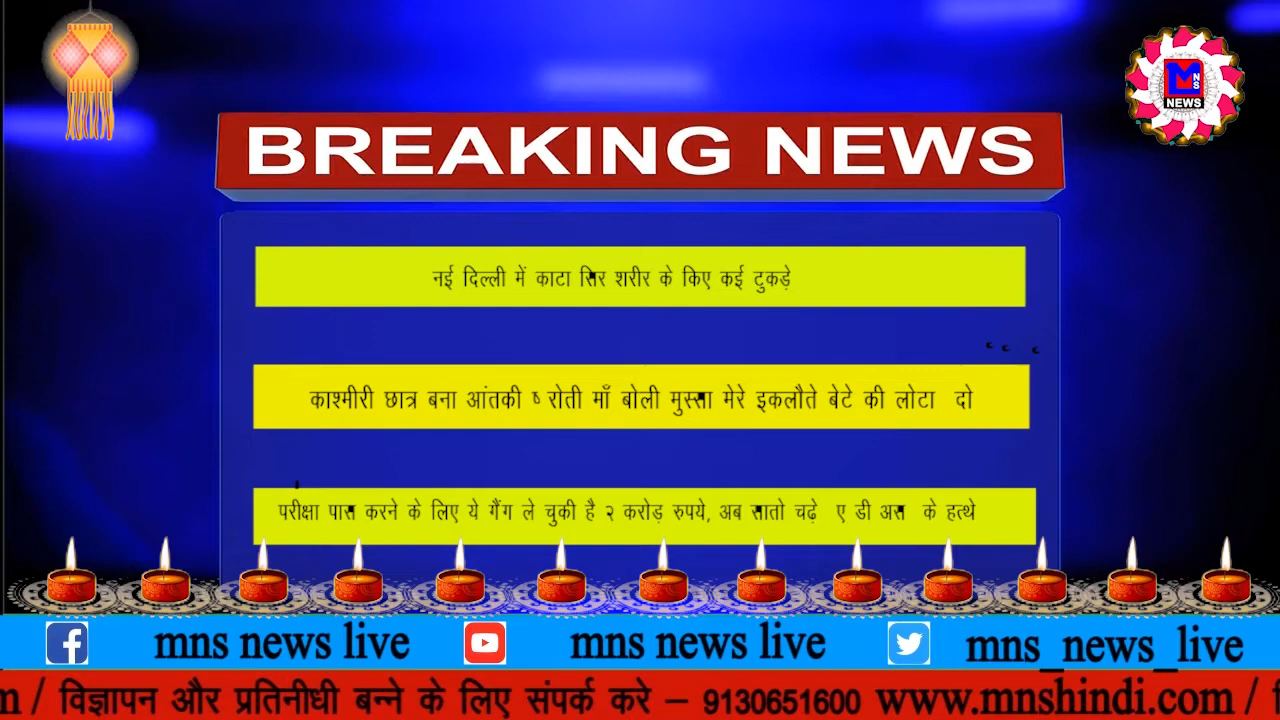 MNS
NEWS
BREAKING NEWS
नई दिल्ली में काटा सिर शरीर के किए कई टुकड़े
काश्मीरी छात्र बना आंतकी रोती माँ बोली मुस्सा मेरे इकलौते बेटे की लोटा दो
परीक्षा पास करने के लिए ये गैंग ले चुकी है २ करोड़ रुपये, अब सातो चढ़े ए डी अस के हत्थे
mns news live mns news live mns_news_live
m / विज्ञापन और प्रतिनीधी बन्ने के लिए संपर्क करे – 9130651600 www.mnshindi.com /